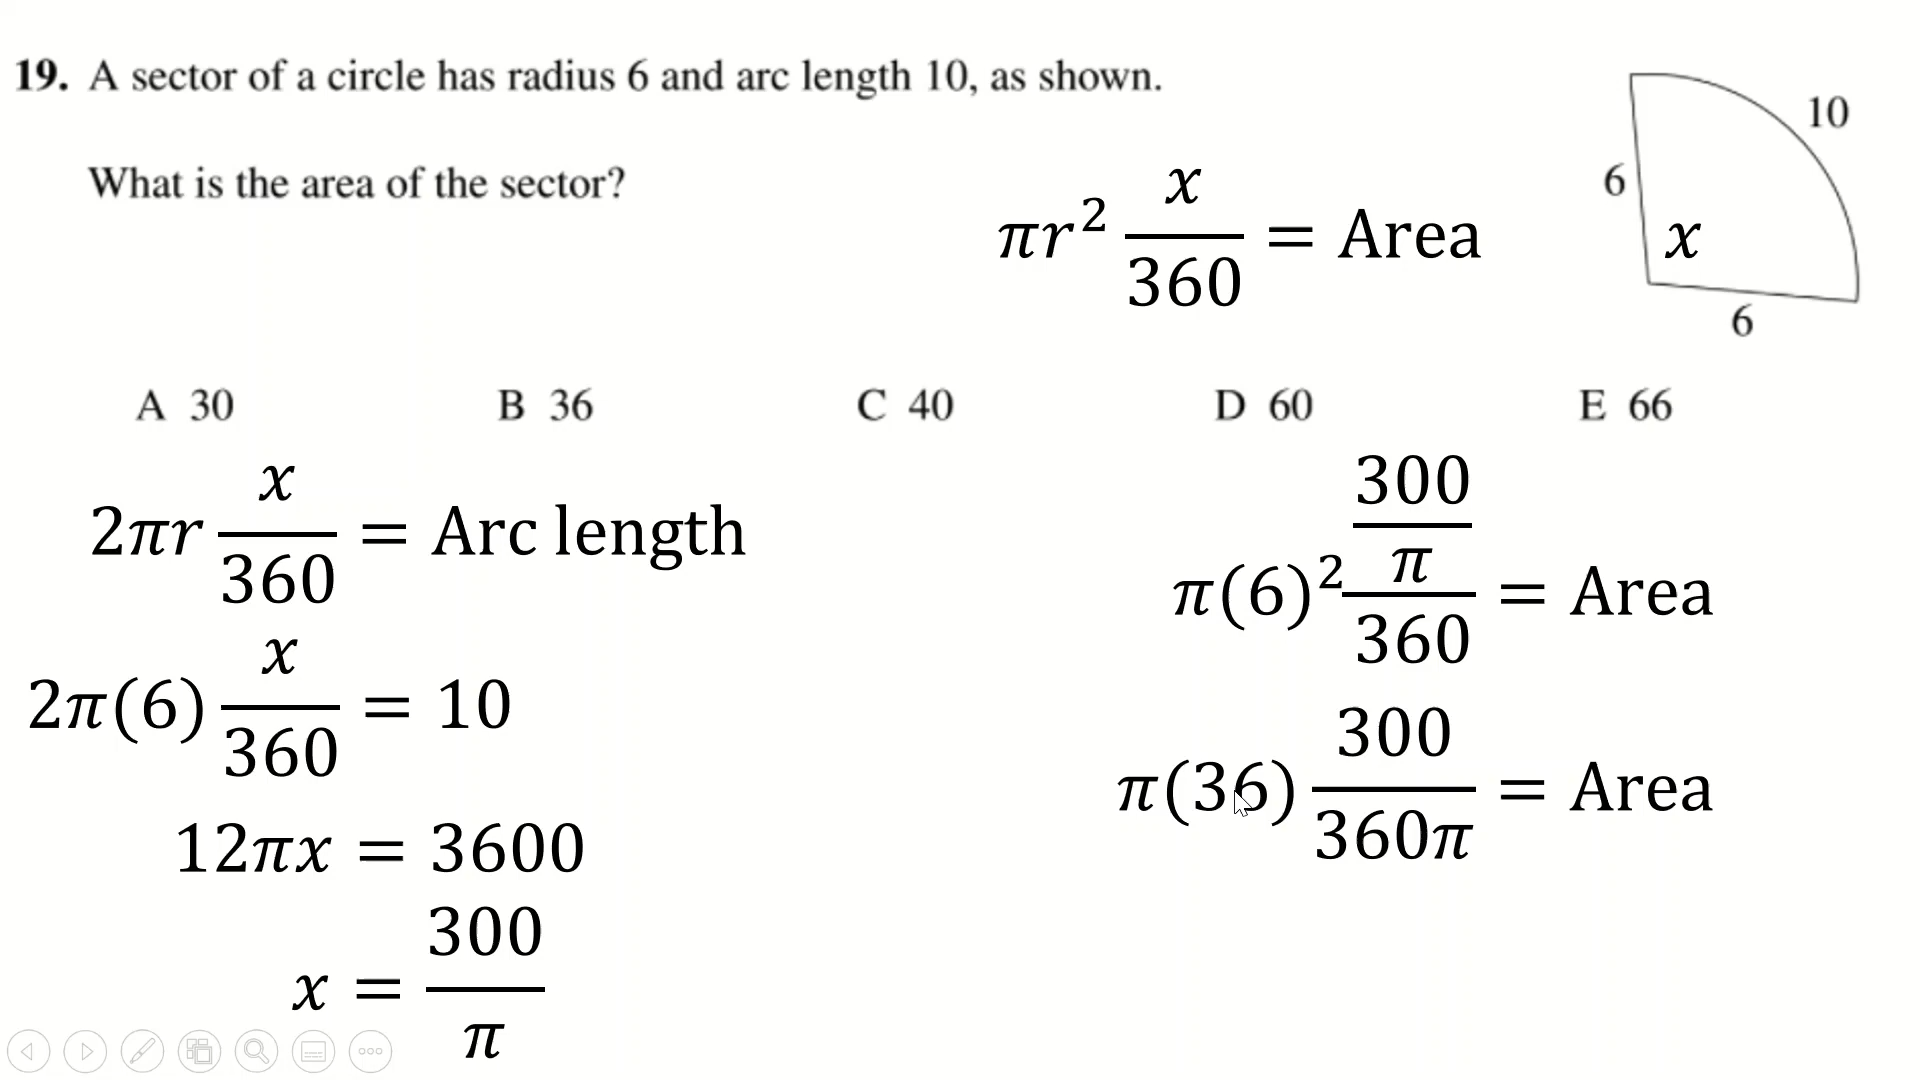 19. A sector of a circle has radius 6 and arc length 10, as shown.
What is the area of the sector?
πr² x/360 = Area
10
6
x
6
A 30 B 36 C 40 D 60 E 66
2πr x/360 = Arc length
2π(6) x/360 = 10
12πx = 3600
x = 300/π
π(6)² (300/π)/360 = Area
π(36) 300/360π = Area